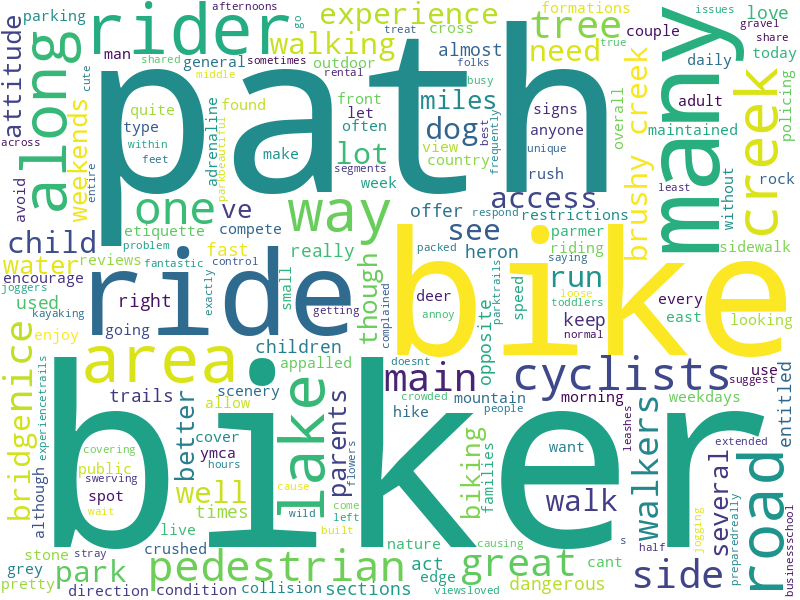 parking
afternoons
attitude
along
rider
man
cute
experience
walking
general
shared
middle
sometimes
treat
go
outdoor
cross
almost
folks
busy
formations
true
tree
need
couple
issues
gravel
share
love
today
daily
many
creek
policing
path
across
weekends
quite
type
within
feet
found
adrenaline
parkbeautiful
make
front
let
lot
often
week
view
country
miles
dog
signs
anyone
best
unique
frequently
rush
overall
brushy creek
adult
maintained
least
without
rock
avoid
entire
one
ve
way
etiquette
compete
problem
fantastic
control
fast
really
offer
respond
access
restrictions
see
heron
parmer
riding
sidewalk
child
water
reviews
encourage
joggers
used
kayaking
enjoy
right
going
ride
exactly
small
getting
though
complained
packed
deer
annoy
opposite
speed
parktrails
saying
run
toddlers
loose
keep
normal
bike
every
east
looking
bridgenice
experiencetrails
although
area
children
appalled
scenery
trails
allow
better
cover
ymca
hours
flowers
lake
parents
doesnt
crowded
main
hike
mountain
people
cyclists
morning
leashes
walkers
use
suggest
weekdays
entitled
extended
covering
public
swerving
spot
wait
well
times
cause
wild
built
come
left
biking
families
want
walk
several
half
jogging
preparedreally
businessschool
road
biker
live
stone
stray
crushed
grey
pretty
park
pedestrian
nature
act
edge
causing
great
cant
s
side
direction
condition
collision
sections
viewsloved
dangerous